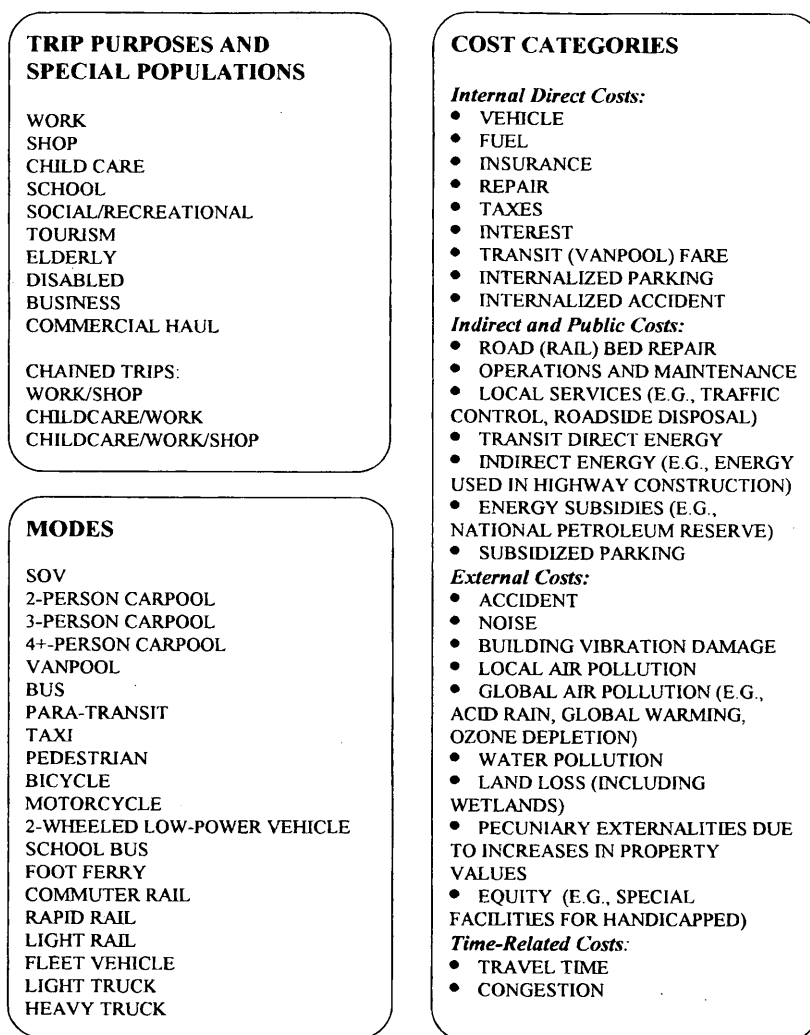 TRIP PURPOSES AND
SPECIAL POPULATIONS
WORK
SHOP
CHILD CARE
SCHOOL
SOCIAL/RECREATIONAL
TOURISM
ELDERLY
DISABLED
BUSINESS
COMMERCIAL HAUL
CHAINED TRIPS:
WORK/SHOP
CHILDCARE/WORK
CHILDCARE/WORK/SHOP
MODES
SOV
2-PERSON CARPOOL
3-PERSON CARPOOL
4+-PERSON CARPOOL
VANPOOL
BUS
PARA-TRANSIT
TAXI
PEDESTRIAN
BICYCLE
MOTORCYCLE
2-WHEELED LOW-POWER VEHICLE
SCHOOL BUS
FOOT FERRY
COMMUTER RAIL
RAPID RAIL
LIGHT RAIL
FLEET VEHICLE
LIGHT TRUCK
HEAVY TRUCK
COST CATEGORIES
Internal Direct Costs:
• VEHICLE
• FUEL
• INSURANCE
• REPAIR
• TAXES
• INTEREST
• TRANSIT (VANPOOL) FARE
• INTERNALIZED PARKING
• INTERNALIZED ACCIDENT
Indirect and Public Costs:
• ROAD (RAIL) BED REPAIR
• OPERATIONS AND MAINTENANCE
• LOCAL SERVICES (E.G., TRAFFIC
CONTROL, ROADSIDE DISPOSAL)
• TRANSIT DIRECT ENERGY
• INDIRECT ENERGY (E.G., ENERGY
USED IN HIGHWAY CONSTRUCTION)
• ENERGY SUBSIDIES (E.G.,
NATIONAL PETROLEUM RESERVE)
• SUBSIDIZED PARKING
External Costs:
• ACCIDENT
• NOISE
• BUILDING VIBRATION DAMAGE
• LOCAL AIR POLLUTION
• GLOBAL AIR POLLUTION (E.G.,
ACID RAIN, GLOBAL WARMING,
OZONE DEPLETION)
• WATER POLLUTION
• LAND LOSS (INCLUDING
WETLANDS)
• PECUNIARY EXTERNALITIES DUE
TO INCREASES IN PROPERTY
VALUES
• EQUITY (E.G., SPECIAL
FACILITIES FOR HANDICAPPED)
Time-Related Costs:
• TRAVEL TIME
• CONGESTION